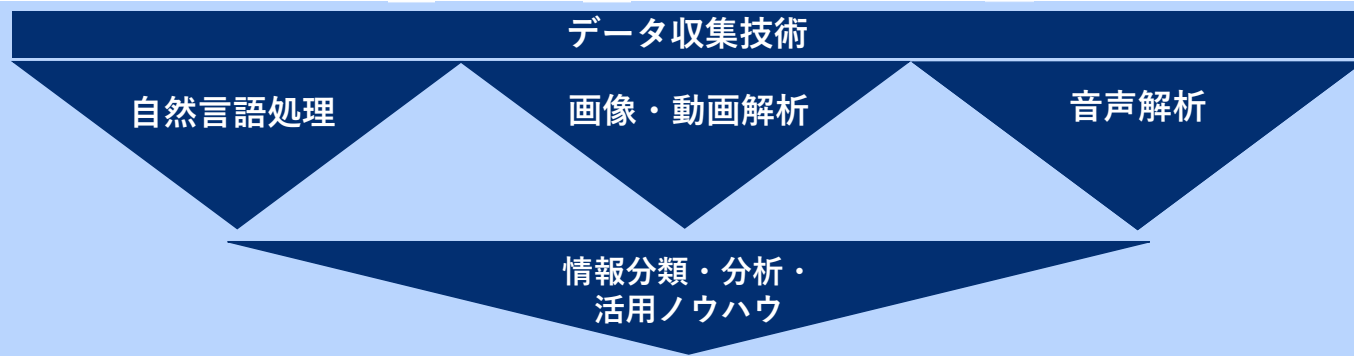 データ収集技術
自然言語処理
画像・動画解析
音声解析
情報分類・分析・
活用ノウハウ